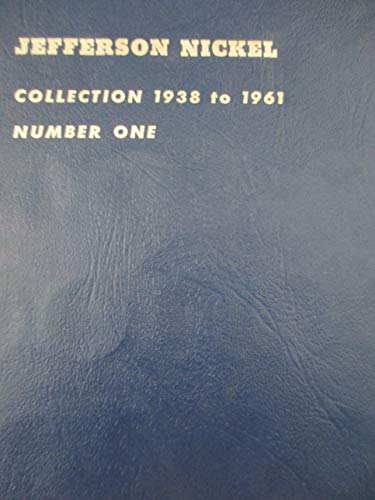 JEFFERSON NICKEL
COLLECTION 1938 to 1961
NUMBER ONE